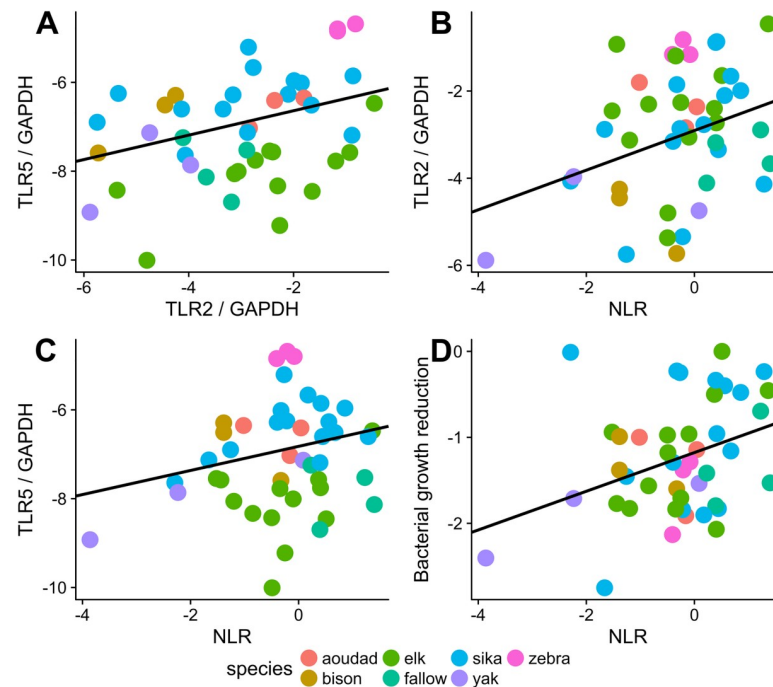 A
TLR5 / GAPDH
-6
-8
-10
-6
-4
-2
TLR2 / GAPDH
B
TLR2 / GAPDH
-2
-4
-6
-4
-2
0
NLR
C
TLR5 / GAPDH
-6
-8
-10
-4
-2
0
NLR
D
Bacterial growth reduction
0
-1
-2
-4
-2
0
NLR
species
aoudad elk sika zebra
bison fallow yak